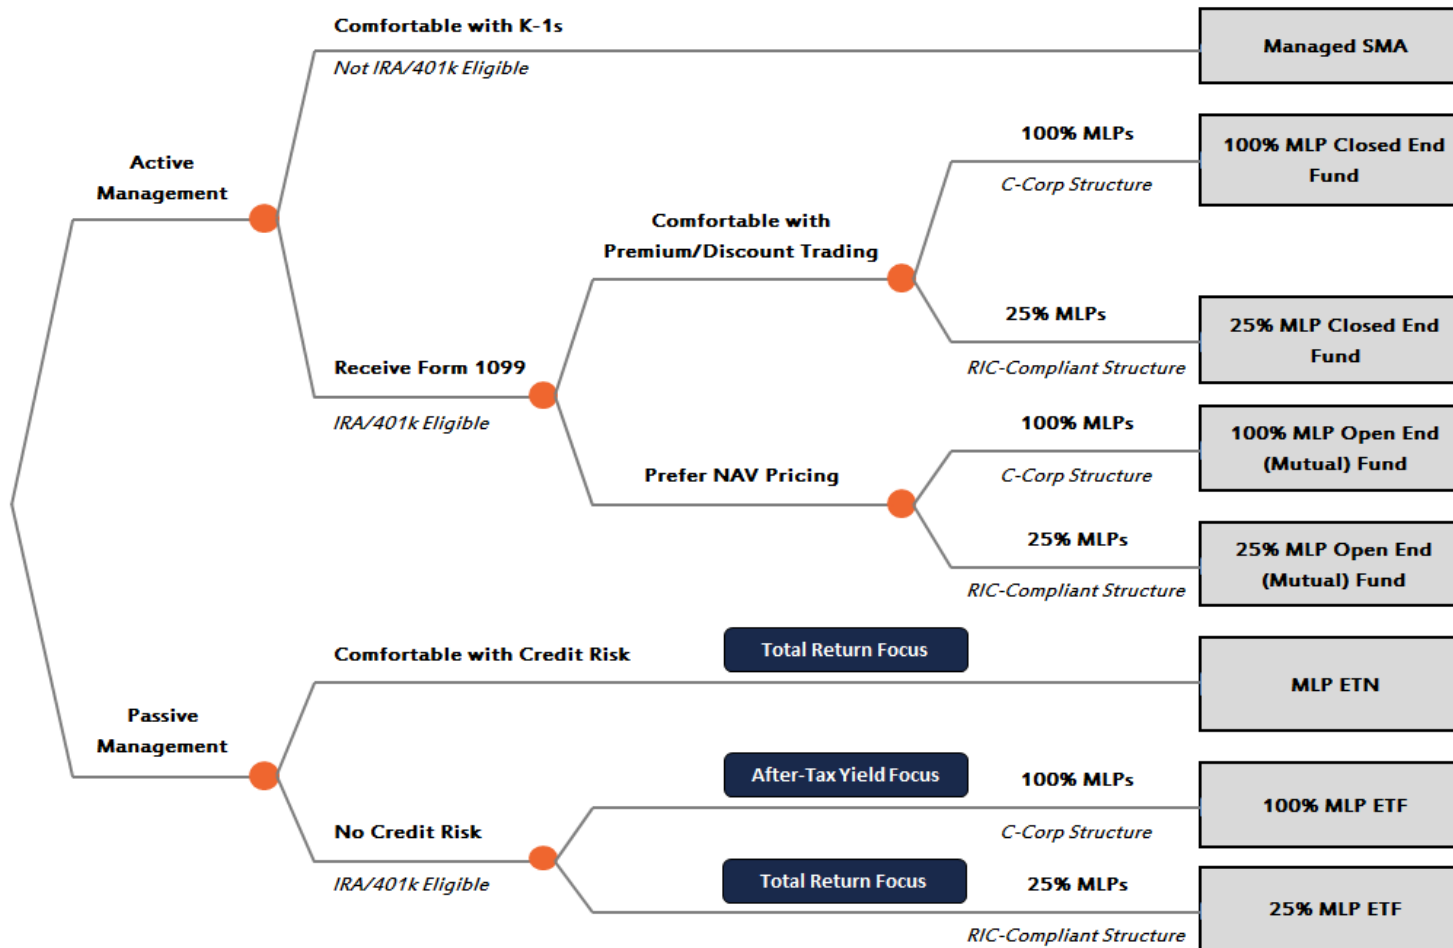 Comfortable with K-1s
Not IRA/401k Eligible
Managed SMA
Active
Management
100% MLPs
C-Corp Structure
100% MLP Closed End
Fund
Comfortable with
Premium/Discount Trading
25% MLPs
RIC-Compliant Structure
25% MLP Closed End
Fund
Receive Form 1099
IRA/401k Eligible
100% MLPs
C-Corp Structure
100% MLP Open End
(Mutual) Fund
Prefer NAV Pricing
25% MLPs
RIC-Compliant Structure
25% MLP Open End
(Mutual) Fund
Comfortable with Credit Risk
Total Return Focus
MLP ETN
Passive
Management
After-Tax Yield Focus
100% MLPs
C-Corp Structure
100% MLP ETF
No Credit Risk
IRA/401k Eligible
Total Return Focus
25% MLPs
RIC-Compliant Structure
25% MLP ETF